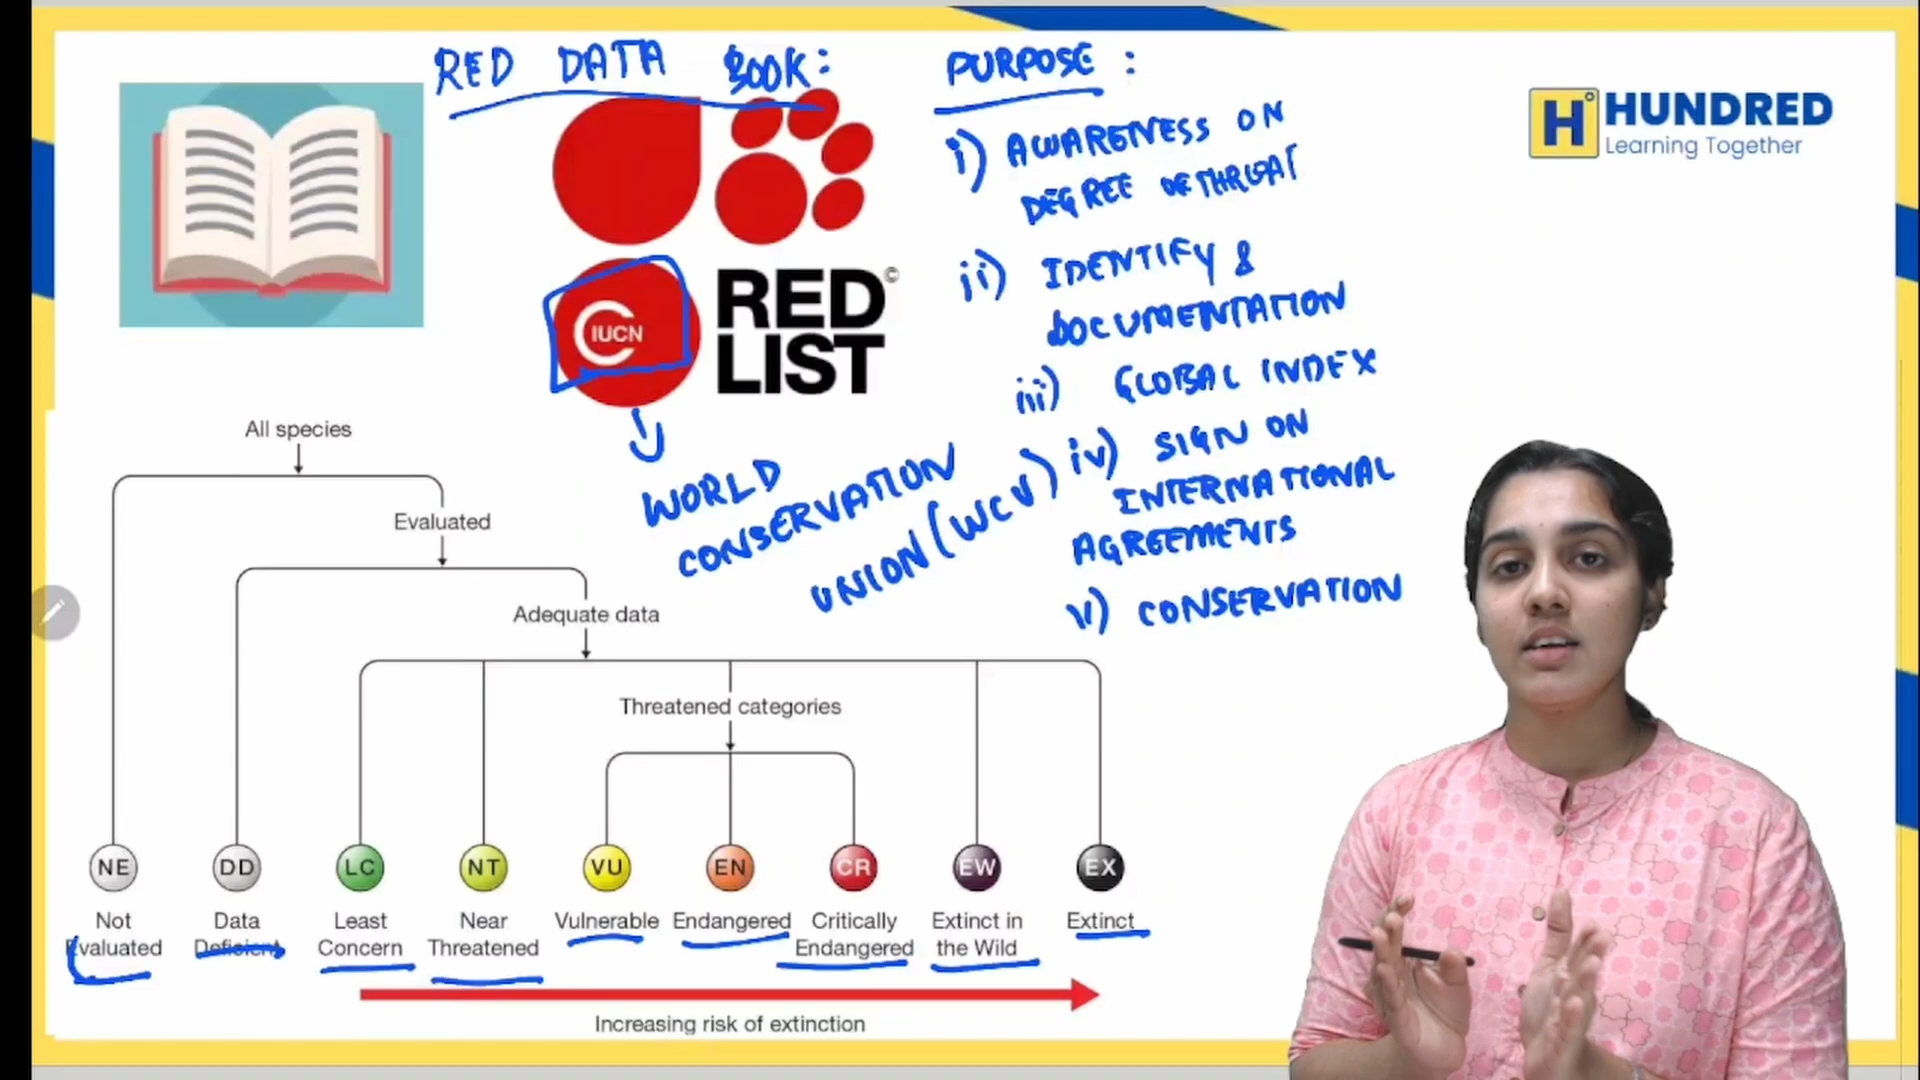 RED DATA BOOK:
PURPOSE:
i) AWARENESS ON
DEGREE OF THREAT
ii) IDENTIFY &
DOCUMENTATION
iii) GLOBAL INDEX
iv) SIGN ON
INTERNATIONAL
AGREEMENTS
v) CONSERVATION
H° HUNDRED
Learning Together
IUCN
RED ©
LIST
WORLD
CONSERVATION
UNION (WCU)
All species
Evaluated
Adequate data
Threatened categories
NE DD LC NT VU EN CR EW EX
Not Evaluated
Data Deficient
Least Concern
Near Threatened
Vulnerable
Endangered
Critically Endangered
Extinct in the Wild
Extinct
Increasing risk of extinction